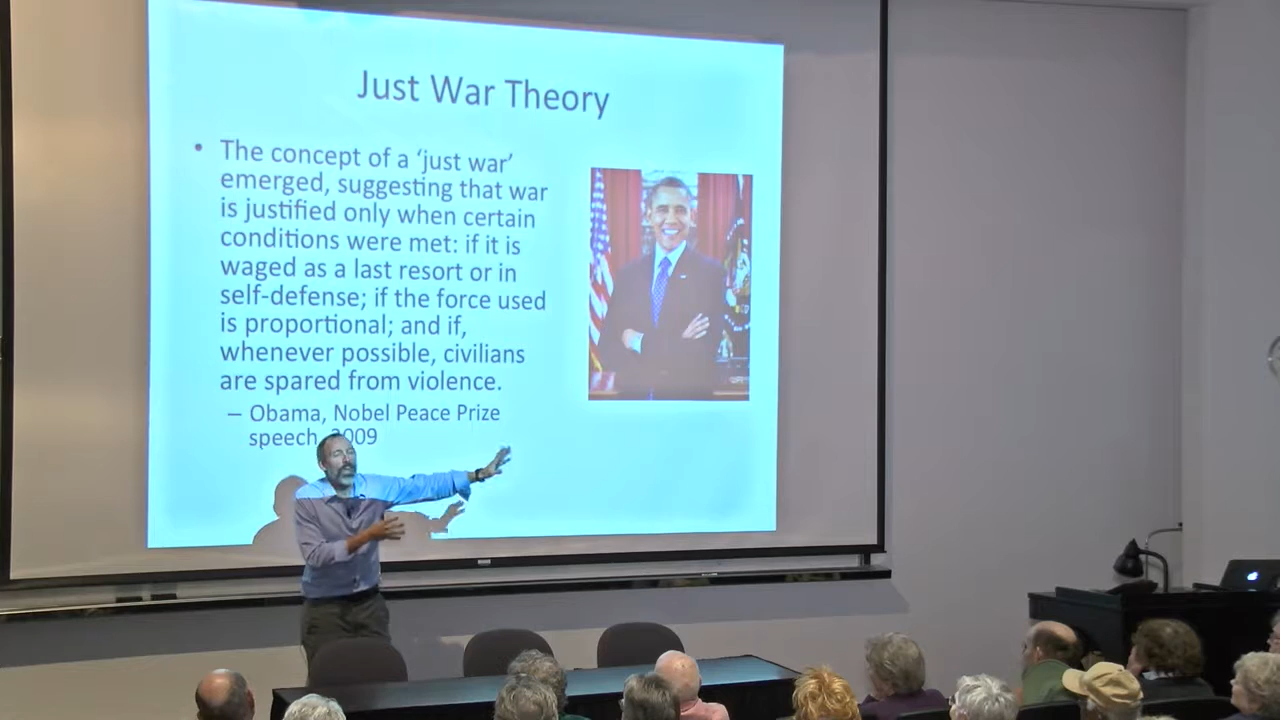 Just War Theory
• The concept of a ‘just war’
emerged, suggesting that war
is justified only when certain
conditions were met: if it is
waged as a last resort or in
self-defense; if the force used
is proportional; and if,
whenever possible, civilians
are spared from violence.
– Obama, Nobel Peace Prize
speech, 2009